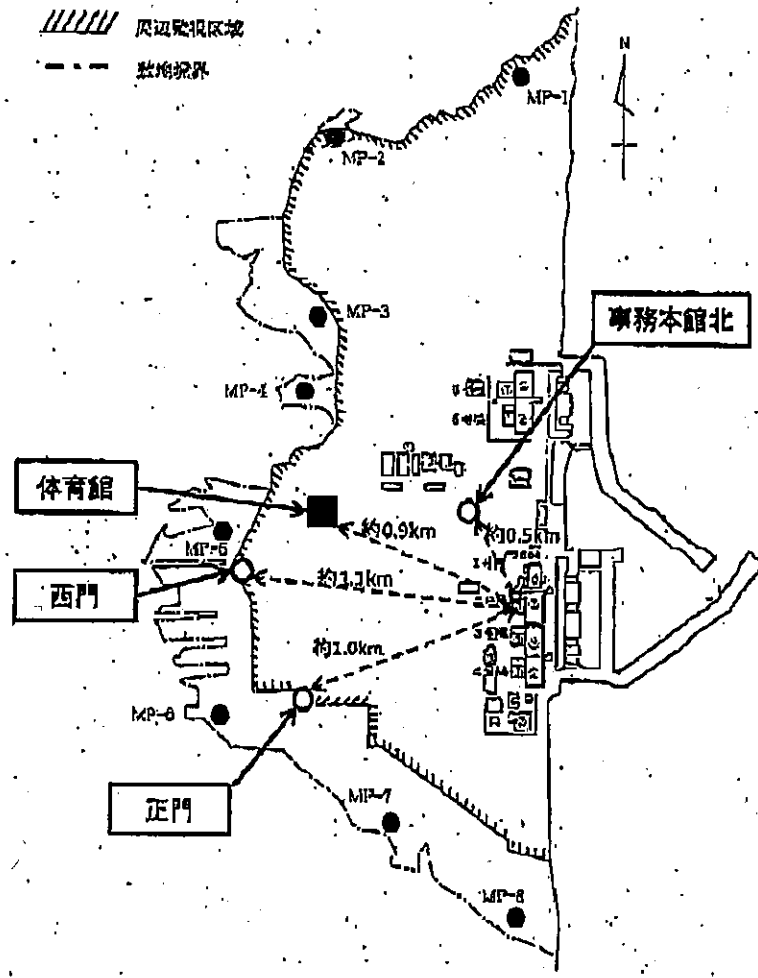 周辺監視区域
敷地境界
N
MP-1
MP-2
MP-3
事務本館北
MP-4
体育館
約0.9km
約0.5km
MP-5
約1.1km
西門
約1.0km
MP-6
正門
MP-7
MP-8